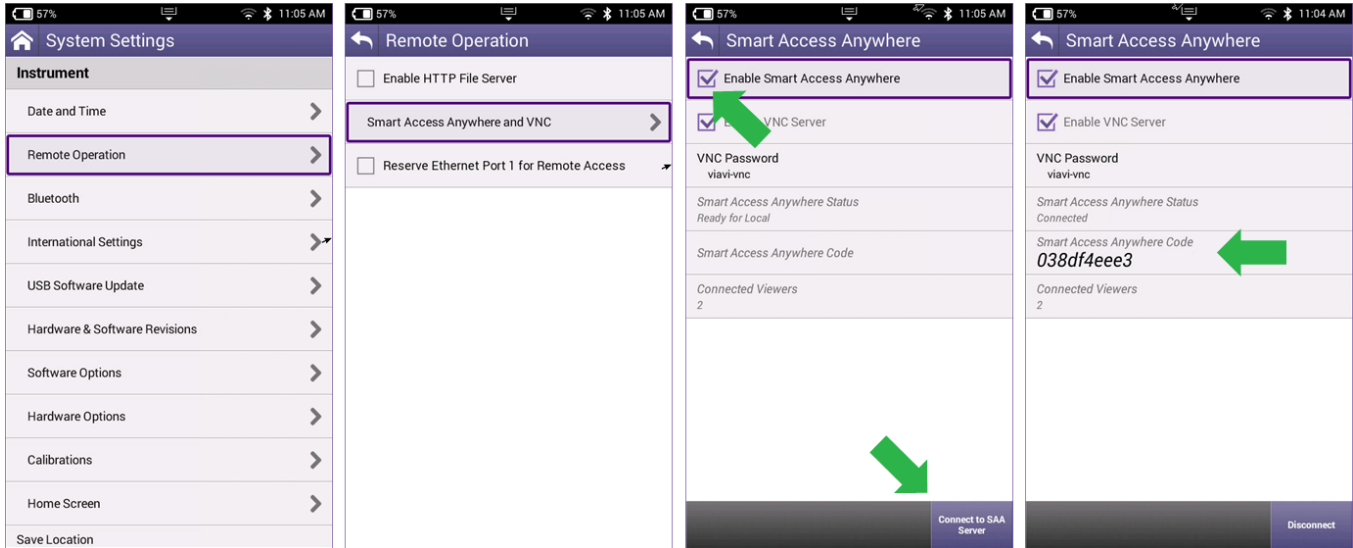 57%
11:05 AM
System Settings
Instrument
Date and Time
Remote Operation
Bluetooth
International Settings
USB Software Update
Hardware & Software Revisions
Software Options
Hardware Options
Calibrations
Home Screen
Save Location
57%
11:05 AM
Remote Operation
Enable HTTP File Server
Smart Access Anywhere and VNC
Reserve Ethernet Port 1 for Remote Access
57%
11:05 AM
Smart Access Anywhere
Enable Smart Access Anywhere
VNC Server
VNC Password
viavi-vnc
Smart Access Anywhere Status
Ready for Local
Smart Access Anywhere Code
Connected Viewers
2
Connect to SAA
Server
57%
11:04 AM
Smart Access Anywhere
Enable Smart Access Anywhere
Enable VNC Server
VNC Password
viavi-vnc
Smart Access Anywhere Status
Connected
Smart Access Anywhere Code
038df4eee3
Connected Viewers
2
Disconnect